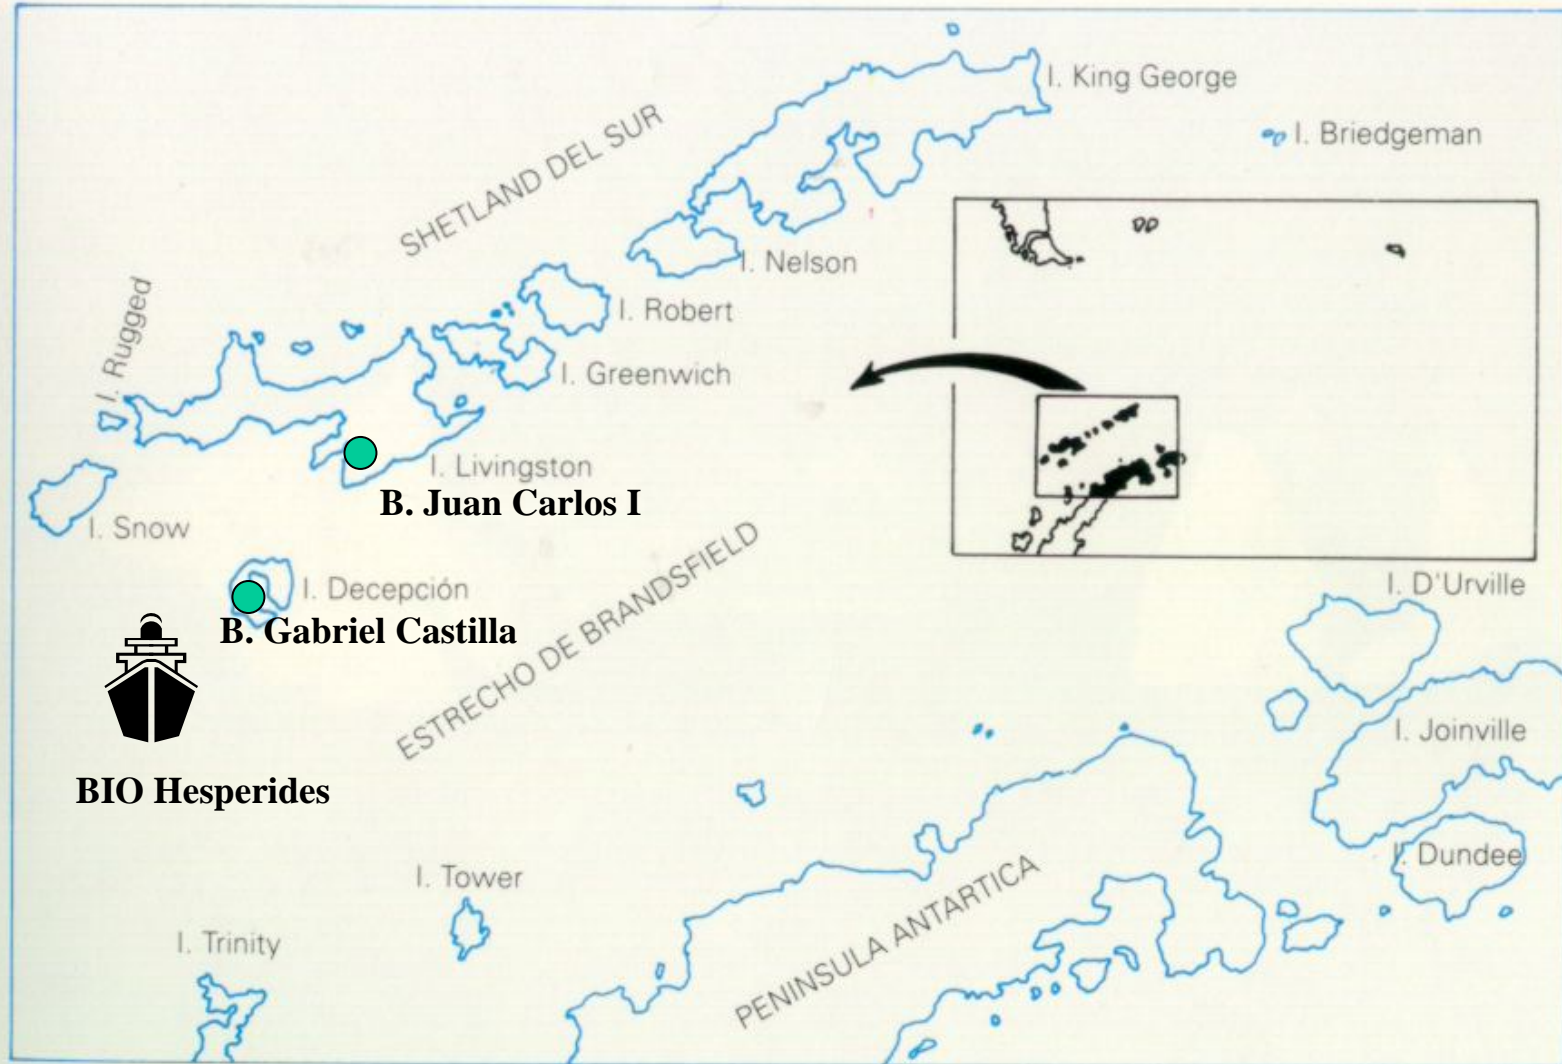 I. King George
I. Briedgeman
SHETLAND DEL SUR
I. Nelson
I. Robert
I. Rugged
I. Greenwich
I. Livingston
B. Juan Carlos I
I. Snow
I. Decepción
B. Gabriel Castilla
ESTRECHO DE BRANDSFIELD
I. D'Urville
I. Joinville
BIO Hesperides
I. Dundee
I. Tower
PENINSULA ANTARTICA
I. Trinity